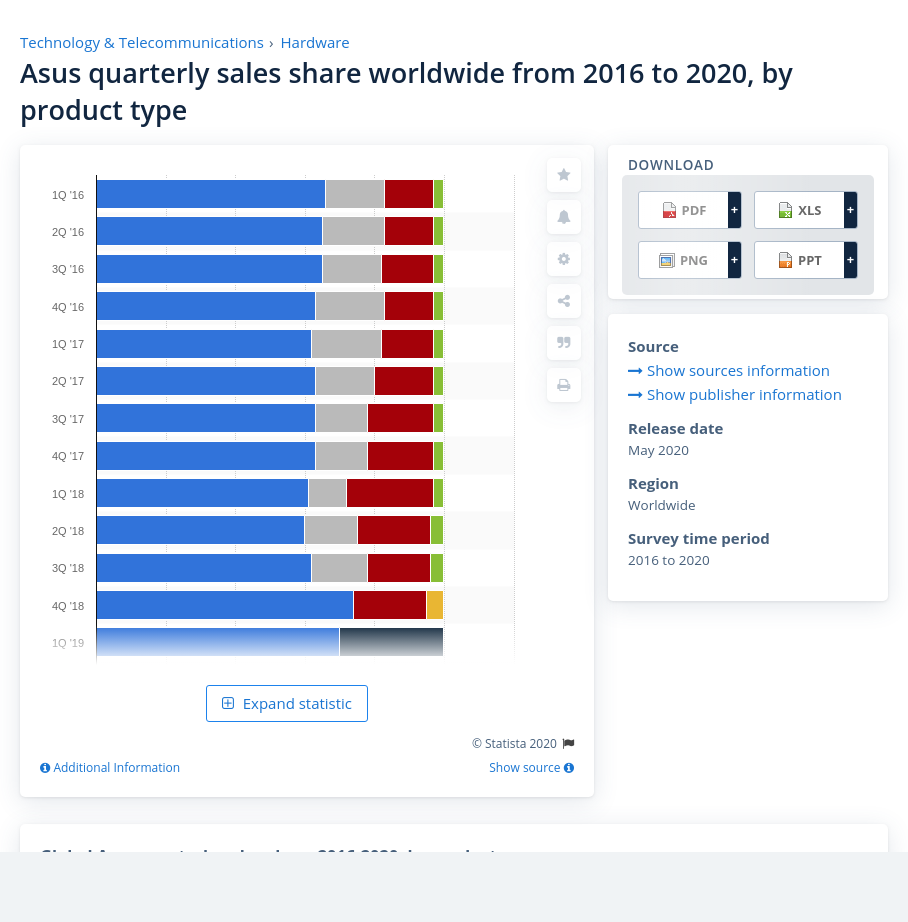 Technology & Telecommunications › Hardware
Asus quarterly sales share worldwide from 2016 to 2020, by
product type
1Q '16
2Q '16
3Q '16
4Q '16
1Q '17
2Q '17
3Q '17
4Q '17
1Q '18
2Q '18
3Q '18
4Q '18
1Q '19
Expand statistic
© Statista 2020
Additional Information
Show source
DOWNLOAD
PDF + XLS +
PNG + PPT +
Source
Show sources information
Show publisher information
Release date
May 2020
Region
Worldwide
Survey time period
2016 to 2020